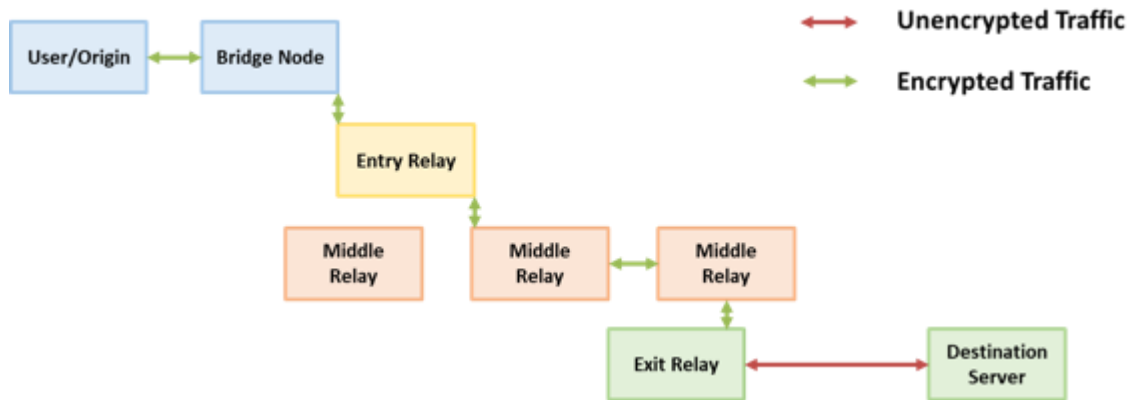 Unencrypted Traffic
User/Origin
Bridge Node
Encrypted Traffic
Entry Relay
Middle
Relay
Middle
Relay
Middle
Relay
Exit Relay
Destination
Server